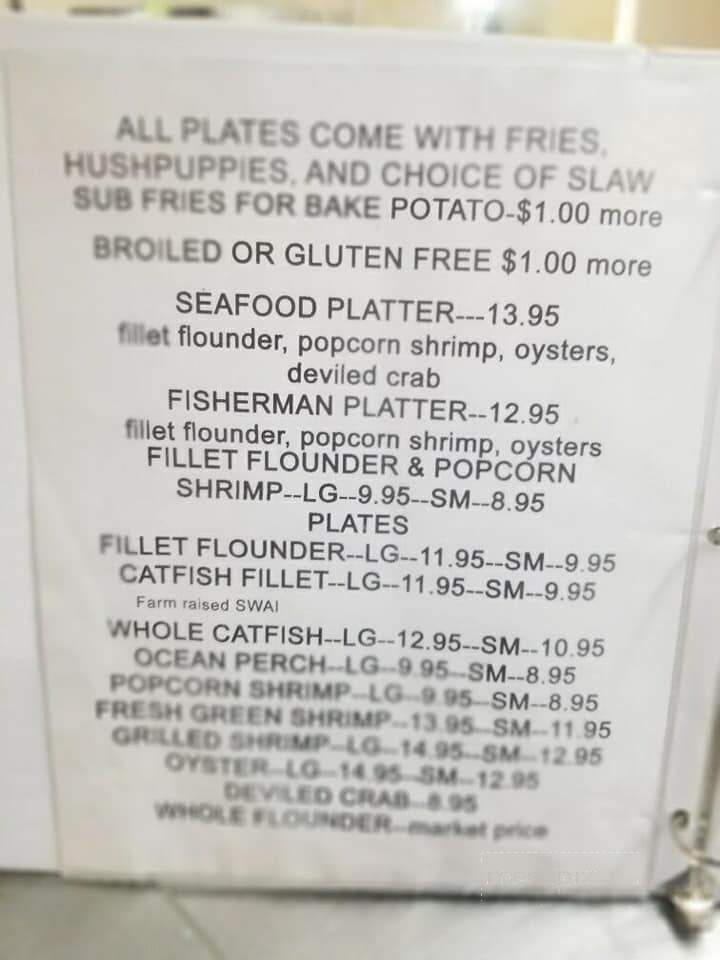 ALL PLATES COME WITH FRIES,
HUSHPUPPIES, AND CHOICE OF SLAW
SUB FRIES FOR BAKE POTATO-$1.00 more
BROILED OR GLUTEN FREE $1.00 more
SEAFOOD PLATTER---13.95
fillet flounder, popcorn shrimp, oysters,
deviled crab
FISHERMAN PLATTER--12.95
fillet flounder, popcorn shrimp, oysters
FILLET FLOUNDER & POPCORN
SHRIMP--LG--9.95--SM--8.95
PLATES
FILLET FLOUNDER--LG--11.95--SM--9.95
CATFISH FILLET--LG--11.95--SM--9.95
Farm raised SWAI
WHOLE CATFISH--LG--12.95--SM--10.95
OCEAN PERCH--LG--9.95--SM--8.95
POPCORN SHRIMP--LG--9.95--SM--8.95
FRESH GREEN SHRIMP--13.95--SM--11.95
GRILLED SHRIMP--LG--14.95--SM--12.95
OYSTER--LG--14.95--SM--12.95
DEVILED CRAB--8.95
WHOLE FLOUNDER--market price